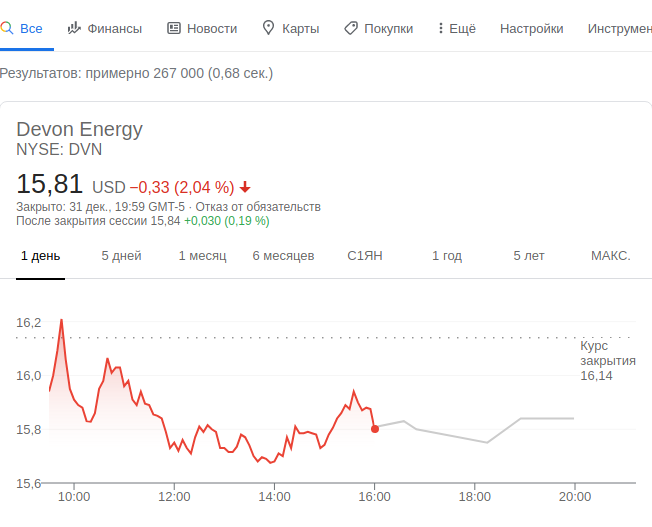 Все Финансы Новости Карты Покупки Ещё Настройки Инструмен
Результатов: примерно 267 000 (0,68 сек.)
Devon Energy
NYSE: DVN
15,81 USD −0,33 (2,04 %)
Закрыто: 31 дек., 19:59 GMT-5 · Отказ от обязательств
После закрытия сессии 15,84 +0,030 (0,19 %)
1 день 5 дней 1 месяц 6 месяцев С1ЯН 1 год 5 лет МАКС.
16,2
Курс
закрытия
16,14
16,0
15,8
15,6
10:00 12:00 14:00 16:00 18:00 20:00